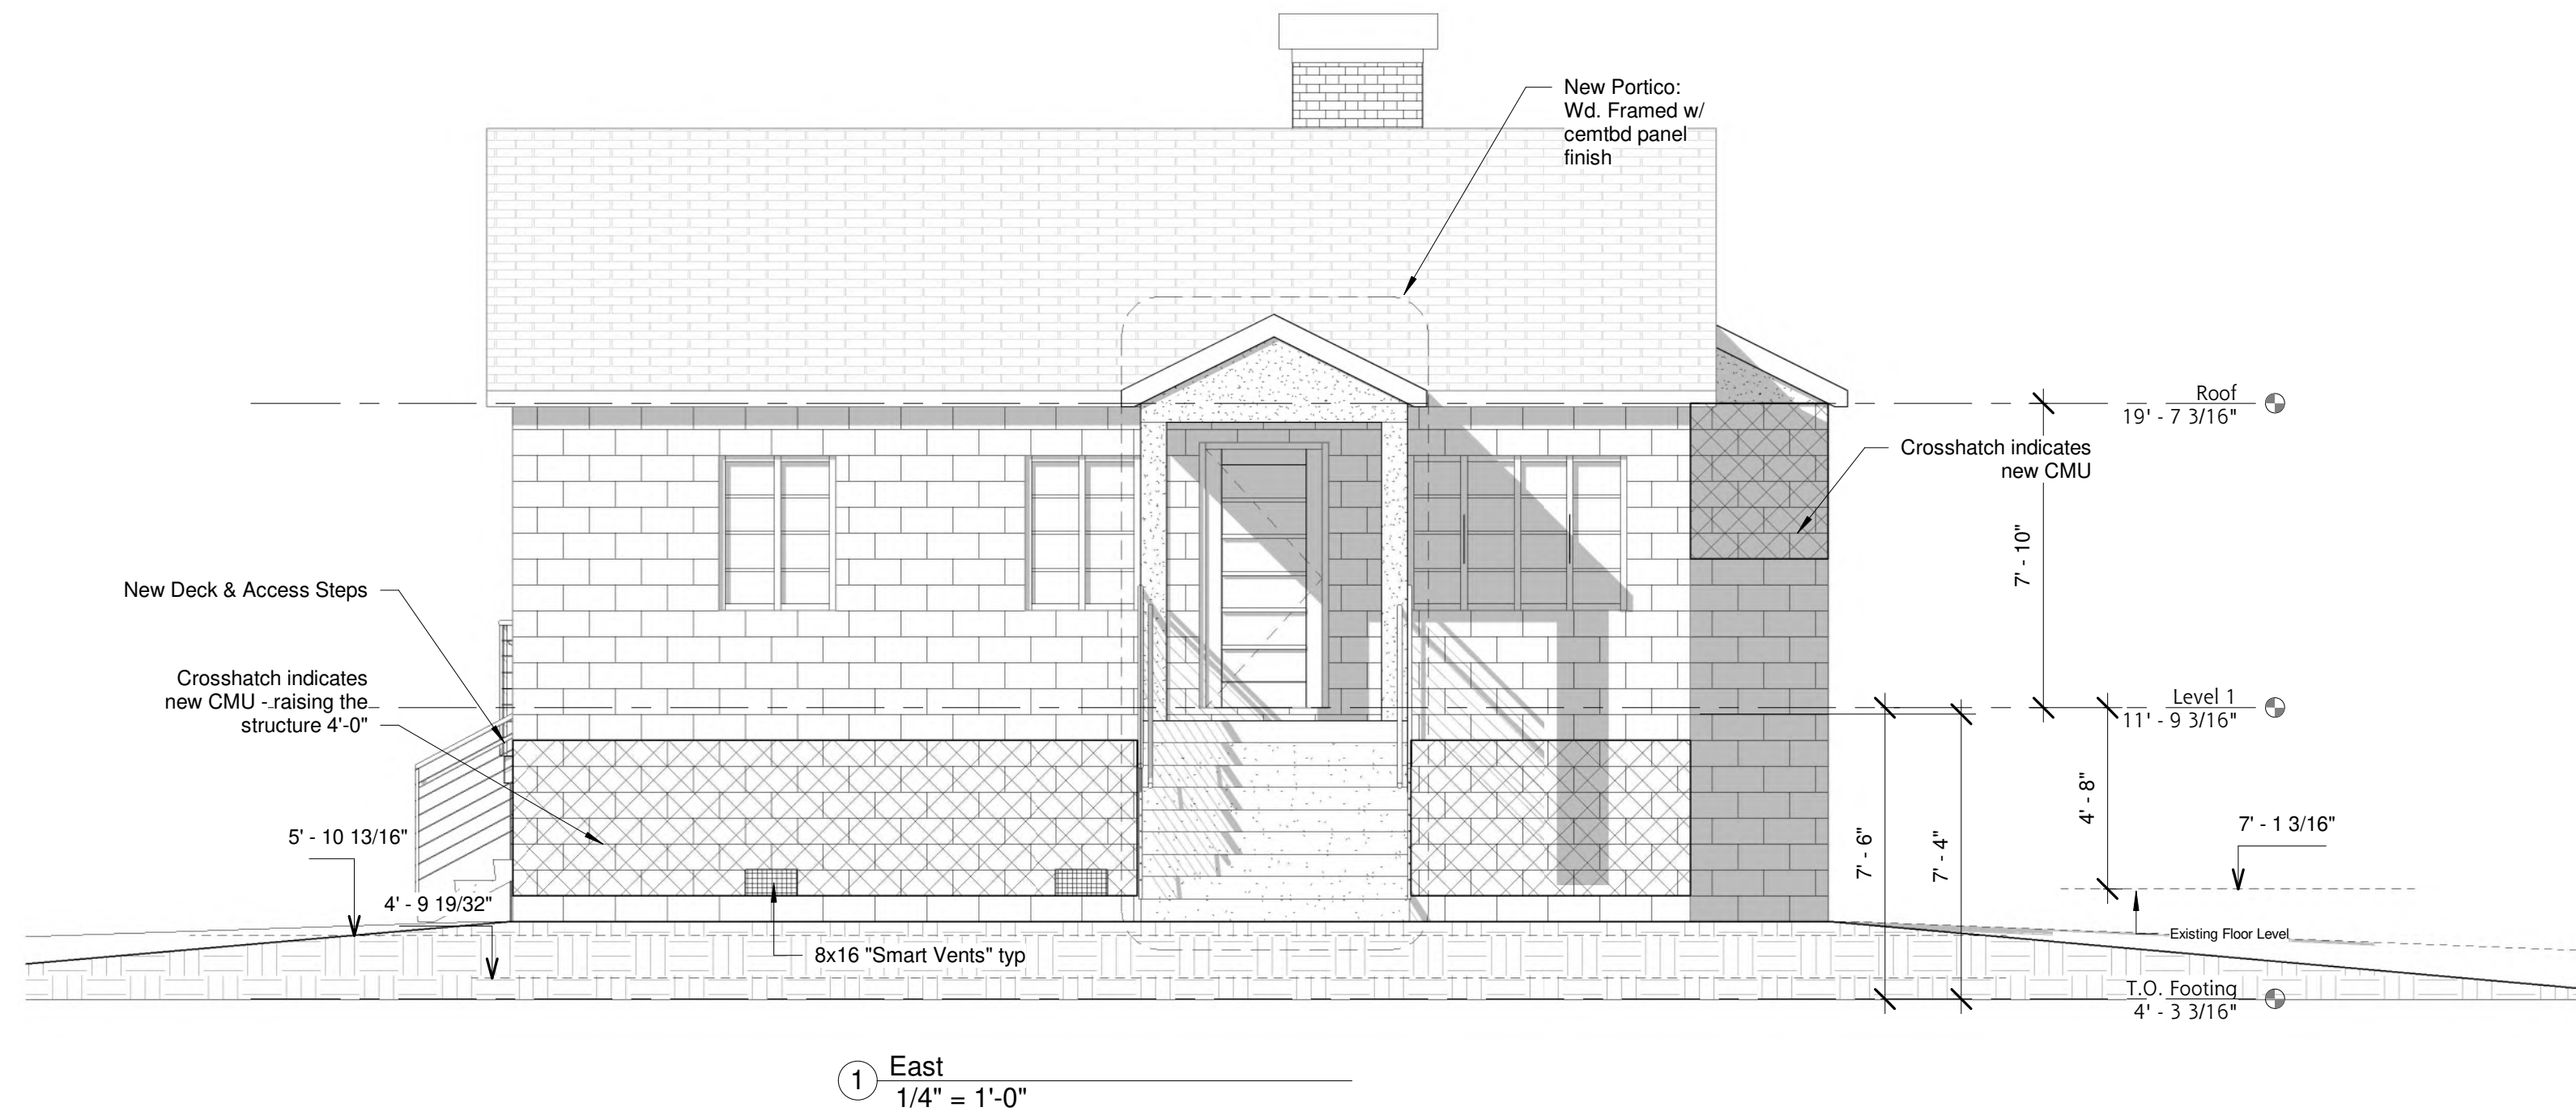 New Portico:
Wd. Framed w/
cemtbd panel
finish
Roof
19' - 7 3/16"
Crosshatch indicates
new CMU
7' - 10"
New Deck & Access Steps
Crosshatch indicates
new CMU - raising the
structure 4'-0"
Level 1
11' - 9 3/16"
4' - 8"
7' - 6"
7' - 4"
7' - 1 3/16"
5' - 10 13/16"
4' - 9 19/32"
Existing Floor Level
8x16 "Smart Vents" typ
T.O. Footing
4' - 3 3/16"
1 East
1/4" = 1'-0"